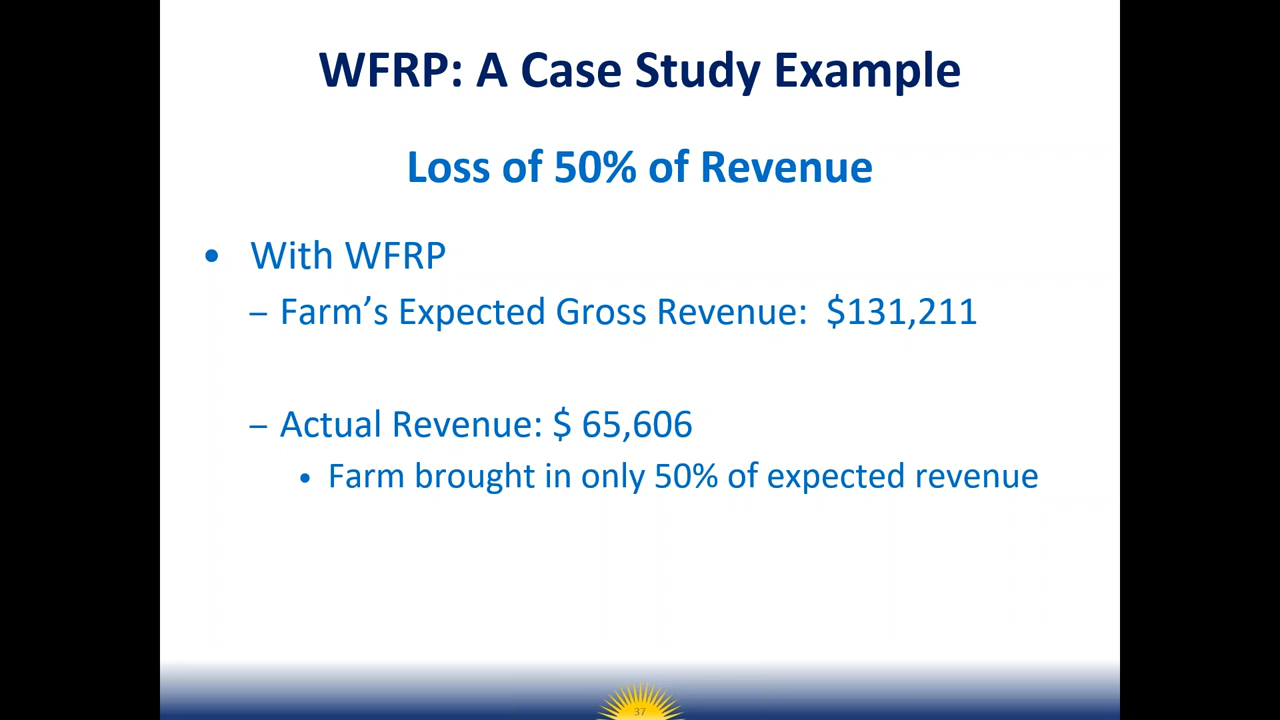 WFRP: A Case Study Example
Loss of 50% of Revenue
• With WFRP
– Farm’s Expected Gross Revenue:  $131,211
– Actual Revenue: $ 65,606
• Farm brought in only 50% of expected revenue
37